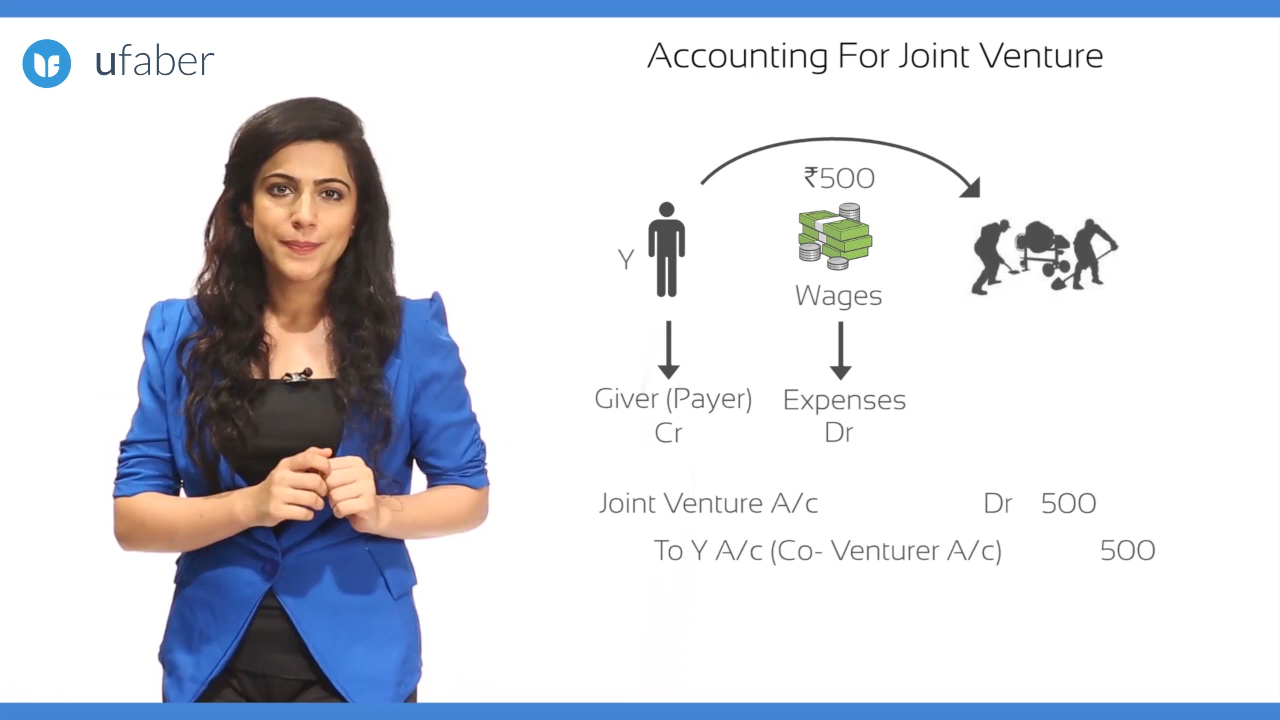 ufaber
Accounting For Joint Venture
₹500
Y
Wages
Giver (Payer)
Cr
Expenses
Dr
Joint Venture A/c Dr 500
To Y A/c (Co- Venturer A/c) 500